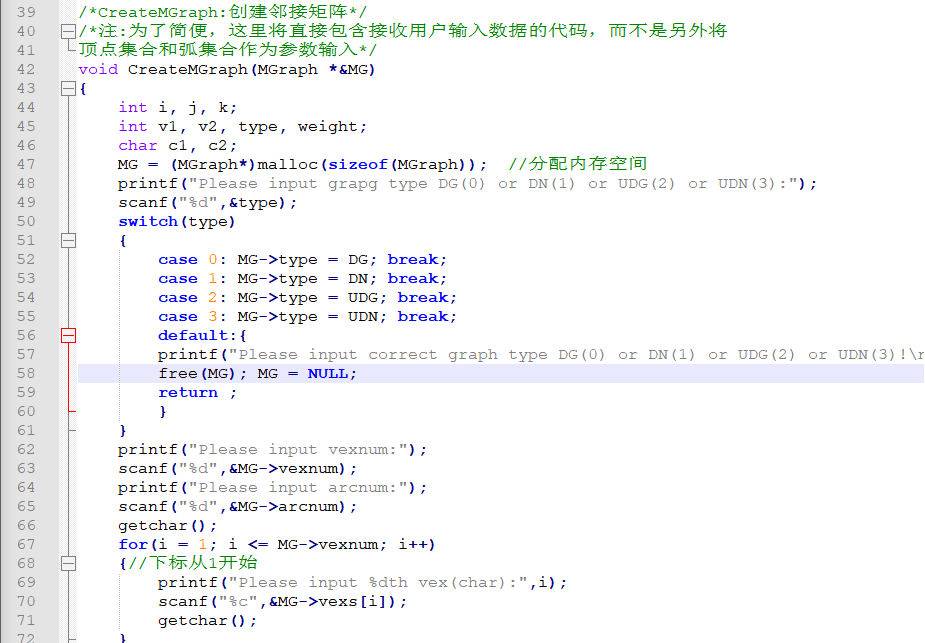 39 /*CreateMGraph:创建邻接矩阵*/
40 /*注:为了简便，这里将直接包含接收用户输入数据的代码，而不是另外将
41 顶点集合和弧集合作为参数输入*/
42 void CreateMGraph(MGraph *&MG)
43 {
44 int i, j, k;
45 int v1, v2, type, weight;
46 char c1, c2;
47 MG = (MGraph*)malloc(sizeof(MGraph)); //分配内存空间
48 printf("Please input grapg type DG(0) or DN(1) or UDG(2) or UDN(3):");
49 scanf("%d",&type);
50 switch(type)
51 {
52 case 0: MG->type = DG; break;
53 case 1: MG->type = DN; break;
54 case 2: MG->type = UDG; break;
55 case 3: MG->type = UDN; break;
56 default:{
57 printf("Please input correct graph type DG(0) or DN(1) or UDG(2) or UDN(3)!\n
58 free(MG); MG = NULL;
59 return ;
60 }
61 }
62 printf("Please input vexnum:");
63 scanf("%d",&MG->vexnum);
64 printf("Please input arcnum:");
65 scanf("%d",&MG->arcnum);
66 getchar();
67 for(i = 1; i <= MG->vexnum; i++)
68 {//下标从1开始
69 printf("Please input %dth vex(char):",i);
70 scanf("%c",&MG->vexs[i]);
71 getchar();
72 }